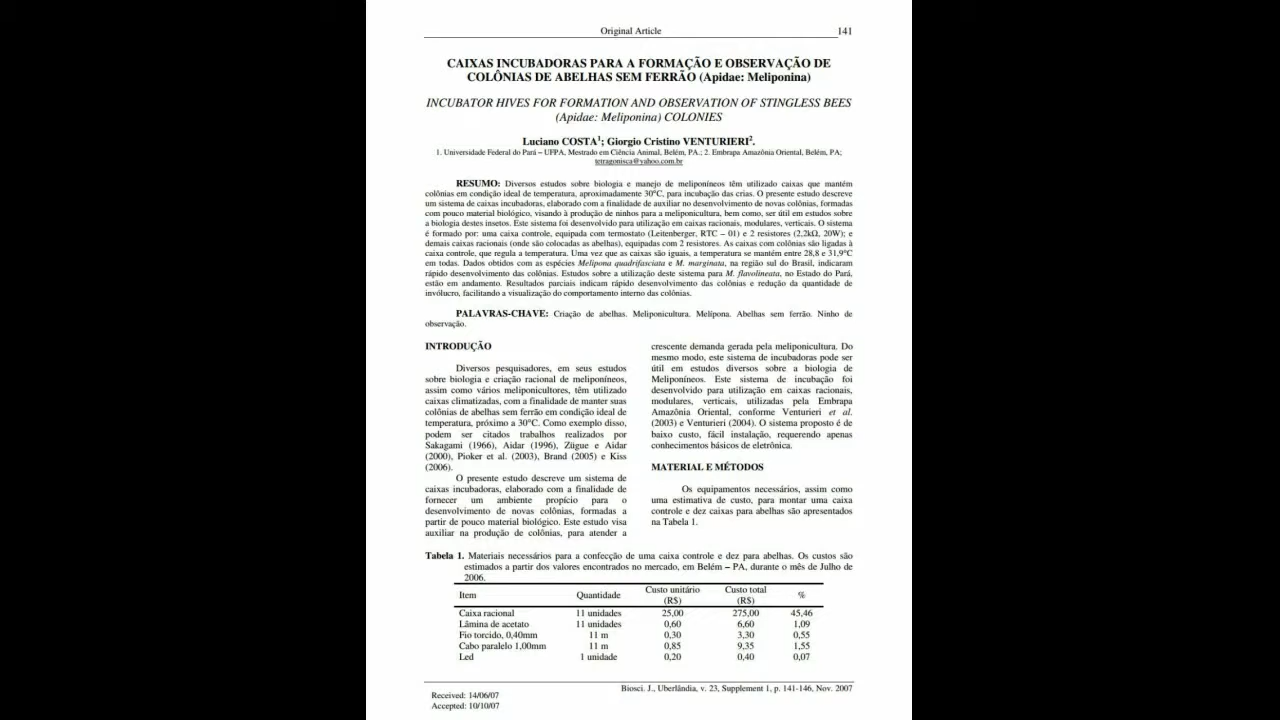 Original Article 141
CAIXAS INCUBADORAS PARA A FORMAÇÃO E OBSERVAÇÃO DE
COLÔNIAS DE ABELHAS SEM FERRÃO (Apidae: Meliponina)
INCUBATOR HIVES FOR FORMATION AND OBSERVATION OF STINGLESS BEES
(Apidae: Meliponina) COLONIES
Luciano COSTA1; Giorgio Cristino VENTURIERI2.
1. Universidade Federal do Pará – UFPA, Mestrado em Ciência Animal, Belém, PA.; 2. Embrapa Amazônia Oriental, Belém, PA;
tetragonisca@yahoo.com.br
RESUMO: Diversos estudos sobre biologia e manejo de meliponíneos têm utilizado caixas que mantém
colônias em condição ideal de temperatura, aproximadamente 30°C, para incubação das crias. O presente estudo descreve
um sistema de caixas incubadoras, elaborado com a finalidade de auxiliar no desenvolvimento de novas colônias, formadas
com pouco material biológico, visando à produção de ninhos para a meliponicultura, bem como, ser útil em estudos sobre
a biologia destes insetos. Este sistema foi desenvolvido para utilização em caixas racionais, modulares, verticais. O sistema
é formado por: uma caixa controle, equipada com termostato (Leitenberger, RTC – 01) e 2 resistores (2,2kΩ, 20W); e
demais caixas racionais (onde são colocadas as abelhas), equipadas com 2 resistores. As caixas com colônias são ligadas à
caixa controle, que regula a temperatura. Uma vez que as caixas são iguais, a temperatura se mantém entre 28,8 e 31,9°C
em todas. Dados obtidos com as espécies Melipona quadrifasciata e M. marginata, na região sul do Brasil, indicaram
rápido desenvolvimento das colônias. Estudos sobre a utilização deste sistema para M. flavolineata, no Estado do Pará,
estão em andamento. Resultados parciais indicam rápido desenvolvimento das colônias e redução da quantidade de
invólucro, facilitando a visualização do comportamento interno das colônias.
PALAVRAS-CHAVE: Criação de abelhas. Meliponicultura. Melípona. Abelhas sem ferrão. Ninho de
observação.
INTRODUÇÃO
Diversos pesquisadores, em seus estudos
sobre biologia e criação racional de meliponíneos,
assim como vários meliponicultores, têm utilizado
caixas climatizadas, com a finalidade de manter suas
colônias de abelhas sem ferrão em condição ideal de
temperatura, próximo a 30°C. Como exemplo disso,
podem ser citados trabalhos realizados por
Sakagami (1966), Aidar (1996), Zügue e Aidar
(2000), Pioker et al. (2003), Brand (2005) e Kiss
(2006).
O presente estudo descreve um sistema de
caixas incubadoras, elaborado com a finalidade de
fornecer um ambiente propício para o
desenvolvimento de novas colônias, formadas a
partir de pouco material biológico. Este estudo visa
auxiliar na produção de colônias, para atender a
crescente demanda gerada pela meliponicultura. Do
mesmo modo, este sistema de incubadoras pode ser
útil em estudos diversos sobre a biologia de
Meliponíneos. Este sistema de incubação foi
desenvolvido para utilização em caixas racionais,
modulares, verticais, utilizadas pela Embrapa
Amazônia Oriental, conforme Venturieri et al.
(2003) e Venturieri (2004). O sistema proposto é de
baixo custo, fácil instalação, requerendo apenas
conhecimentos básicos de eletrônica.
MATERIAL E MÉTODOS
Os equipamentos necessários, assim como
uma estimativa de custo, para montar uma caixa
controle e dez caixas para abelhas são apresentados
na Tabela 1.
Tabela 1. Materiais necessários para a confecção de uma caixa controle e dez para abelhas. Os custos são
estimados a partir dos valores encontrados no mercado, em Belém – PA, durante o mês de Julho de
2006.
Item Quantidade Custo unitário (R$) Custo total (R$) %
Caixa racional 11 unidades 25,00 275,00 45,46
Lâmina de acetato 11 unidades 0,60 6,60 1,09
Fio torcido, 0,40mm 11 m 0,30 3,30 0,55
Cabo paralelo 1,00mm 11 m 0,85 9,35 1,55
Led 1 unidade 0,20 0,40 0,07
Biosci. J., Uberlândia, v. 23, Supplement 1, p. 141-146, Nov. 2007
Received: 14/06/07
Accepted: 10/10/07